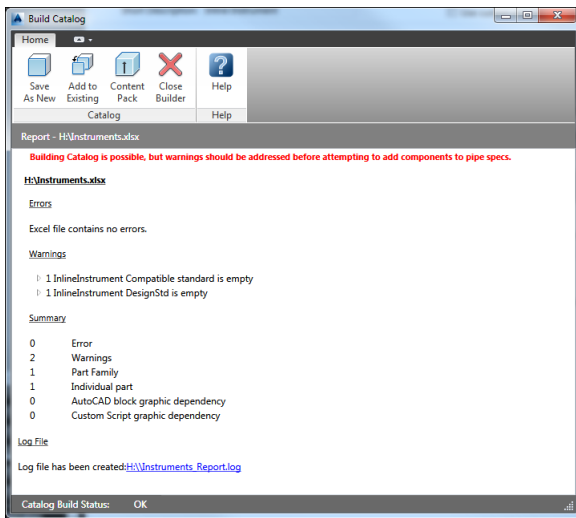 Build Catalog
Home
Save As New
Add to Existing
Content Pack
Close Builder
Help
Catalog
Help
Report - H:\Instruments.xlsx
Building Catalog is possible, but warnings should be addressed before attempting to add components to pipe specs.
H:\Instruments.xlsx
Errors
Excel file contains no errors.
Warnings
1 InlineInstrument Compatible standard is empty
1 InlineInstrument DesignStd is empty
Summary
0 Error
2 Warnings
1 Part Family
1 Individual part
0 AutoCAD block graphic dependency
0 Custom Script graphic dependency
Log File
Log file has been created:H:\\Instruments_Report.log
Catalog Build Status: OK